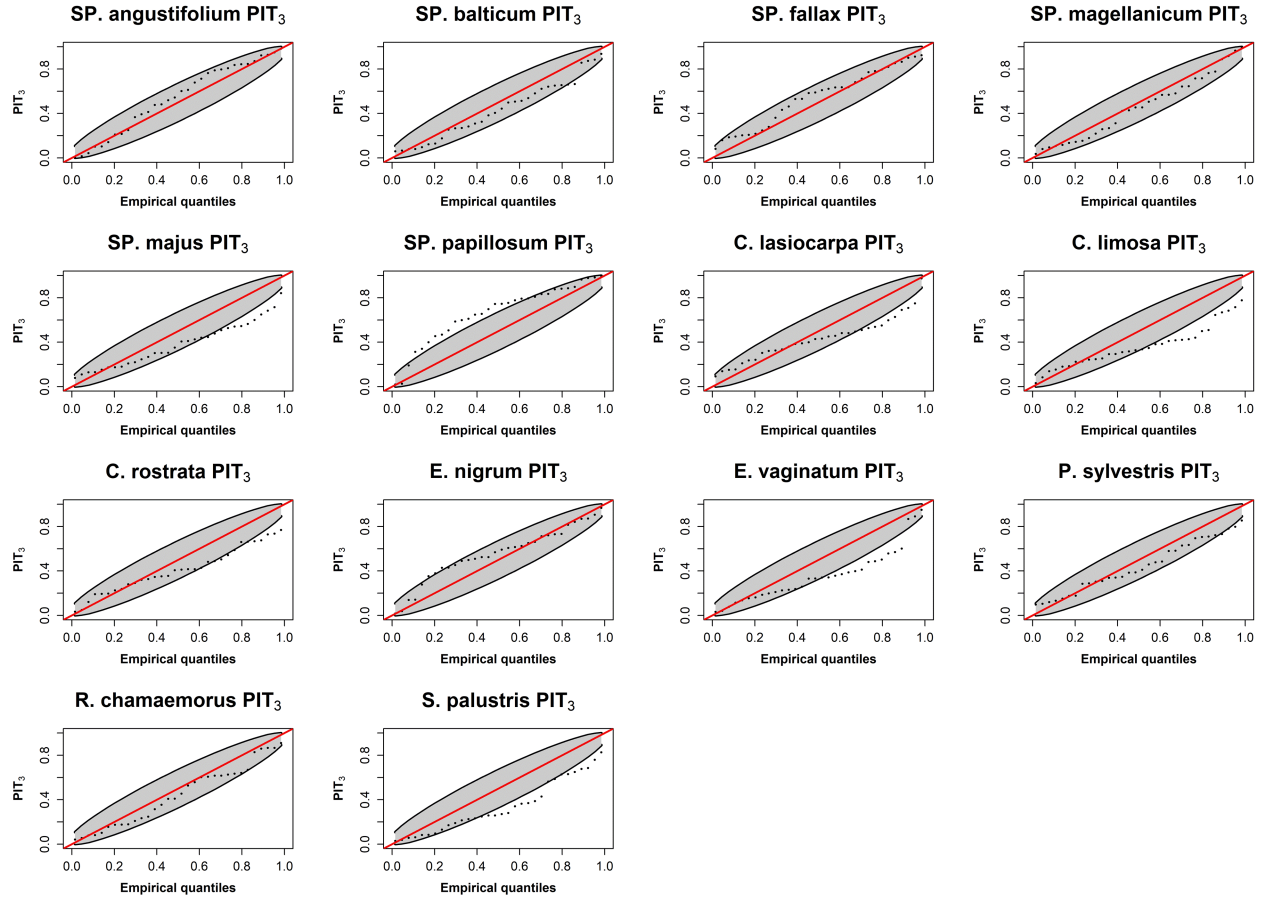 SP. angustifolium PIT₃
SP. balticum PIT₃
SP. fallax PIT₃
SP. magellanicum PIT₃
PIT₃
0.0 0.4 0.8
0.0 0.2 0.4 0.6 0.8 1.0
Empirical quantiles
PIT₃
0.0 0.4 0.8
0.0 0.2 0.4 0.6 0.8 1.0
Empirical quantiles
PIT₃
0.0 0.4 0.8
0.0 0.2 0.4 0.6 0.8 1.0
Empirical quantiles
PIT₃
0.0 0.4 0.8
0.0 0.2 0.4 0.6 0.8 1.0
Empirical quantiles
SP. majus PIT₃
SP. papillosum PIT₃
C. lasiocarpa PIT₃
C. limosa PIT₃
PIT₃
0.0 0.4 0.8
0.0 0.2 0.4 0.6 0.8 1.0
Empirical quantiles
PIT₃
0.0 0.4 0.8
0.0 0.2 0.4 0.6 0.8 1.0
Empirical quantiles
PIT₃
0.0 0.4 0.8
0.0 0.2 0.4 0.6 0.8 1.0
Empirical quantiles
PIT₃
0.0 0.4 0.8
0.0 0.2 0.4 0.6 0.8 1.0
Empirical quantiles
C. rostrata PIT₃
E. nigrum PIT₃
E. vaginatum PIT₃
P. sylvestris PIT₃
PIT₃
0.0 0.4 0.8
0.0 0.2 0.4 0.6 0.8 1.0
Empirical quantiles
PIT₃
0.0 0.4 0.8
0.0 0.2 0.4 0.6 0.8 1.0
Empirical quantiles
PIT₃
0.0 0.4 0.8
0.0 0.2 0.4 0.6 0.8 1.0
Empirical quantiles
PIT₃
0.0 0.4 0.8
0.0 0.2 0.4 0.6 0.8 1.0
Empirical quantiles
R. chamaemorus PIT₃
S. palustris PIT₃
PIT₃
0.0 0.4 0.8
0.0 0.2 0.4 0.6 0.8 1.0
Empirical quantiles
PIT₃
0.0 0.4 0.8
0.0 0.2 0.4 0.6 0.8 1.0
Empirical quantiles